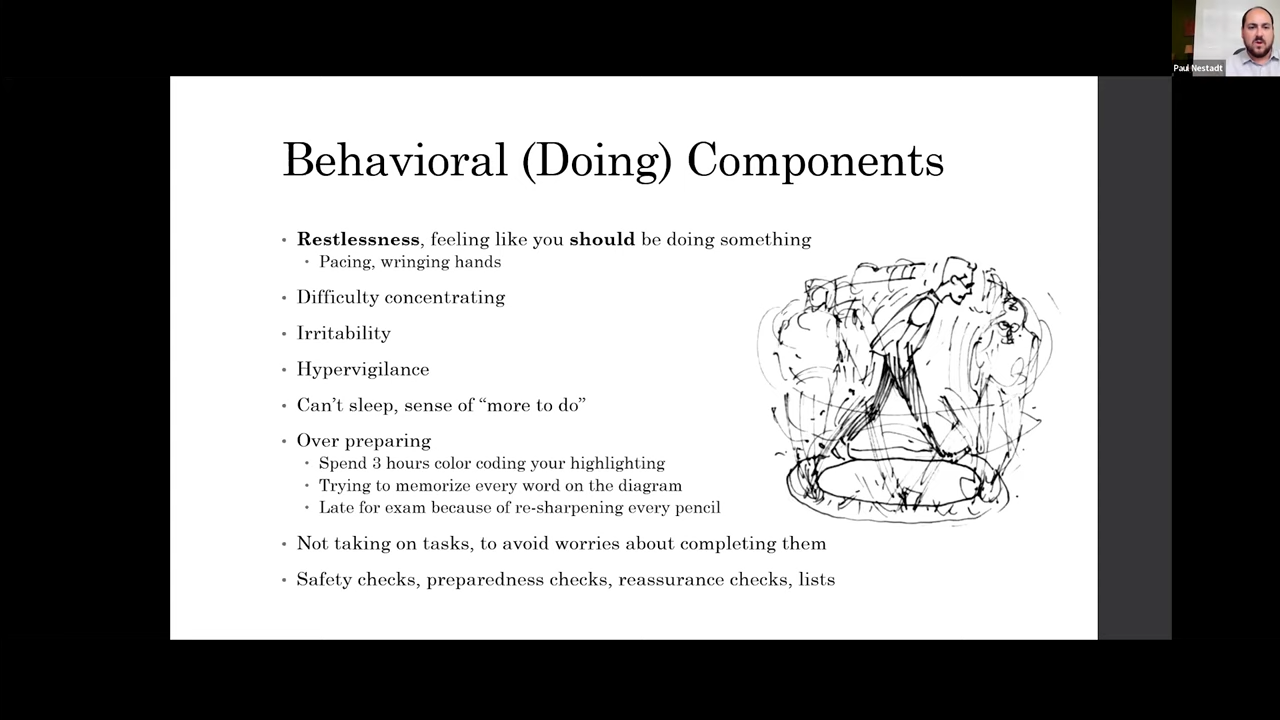 Paul Nestadt
Behavioral (Doing) Components
• Restlessness, feeling like you should be doing something
• Pacing, wringing hands
• Difficulty concentrating
• Irritability
• Hypervigilance
• Can’t sleep, sense of “more to do”
• Over preparing
• Spend 3 hours color coding your highlighting
• Trying to memorize every word on the diagram
• Late for exam because of re-sharpening every pencil
• Not taking on tasks, to avoid worries about completing them
• Safety checks, preparedness checks, reassurance checks, lists